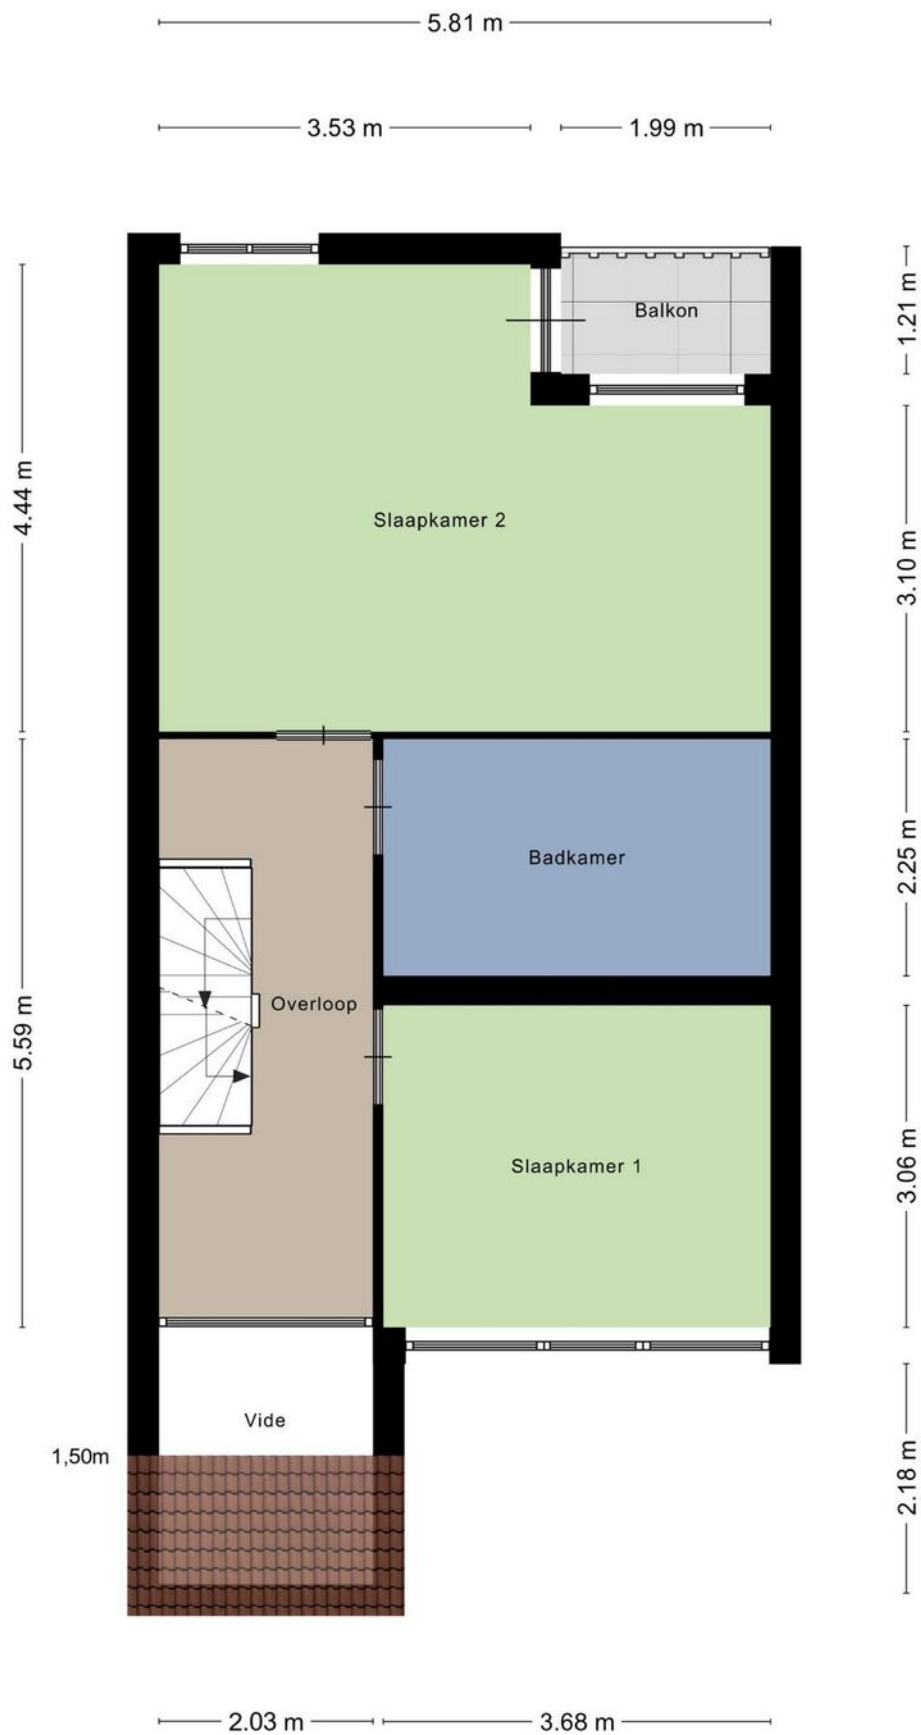 5.81 m
3.53 m
1.99 m
Balkon
1.21 m
4.44 m
Slaapkamer 2
3.10 m
Badkamer
2.25 m
Overloop
5.59 m
Slaapkamer 1
3.06 m
Vide
1,50m
2.18 m
2.03 m
3.68 m